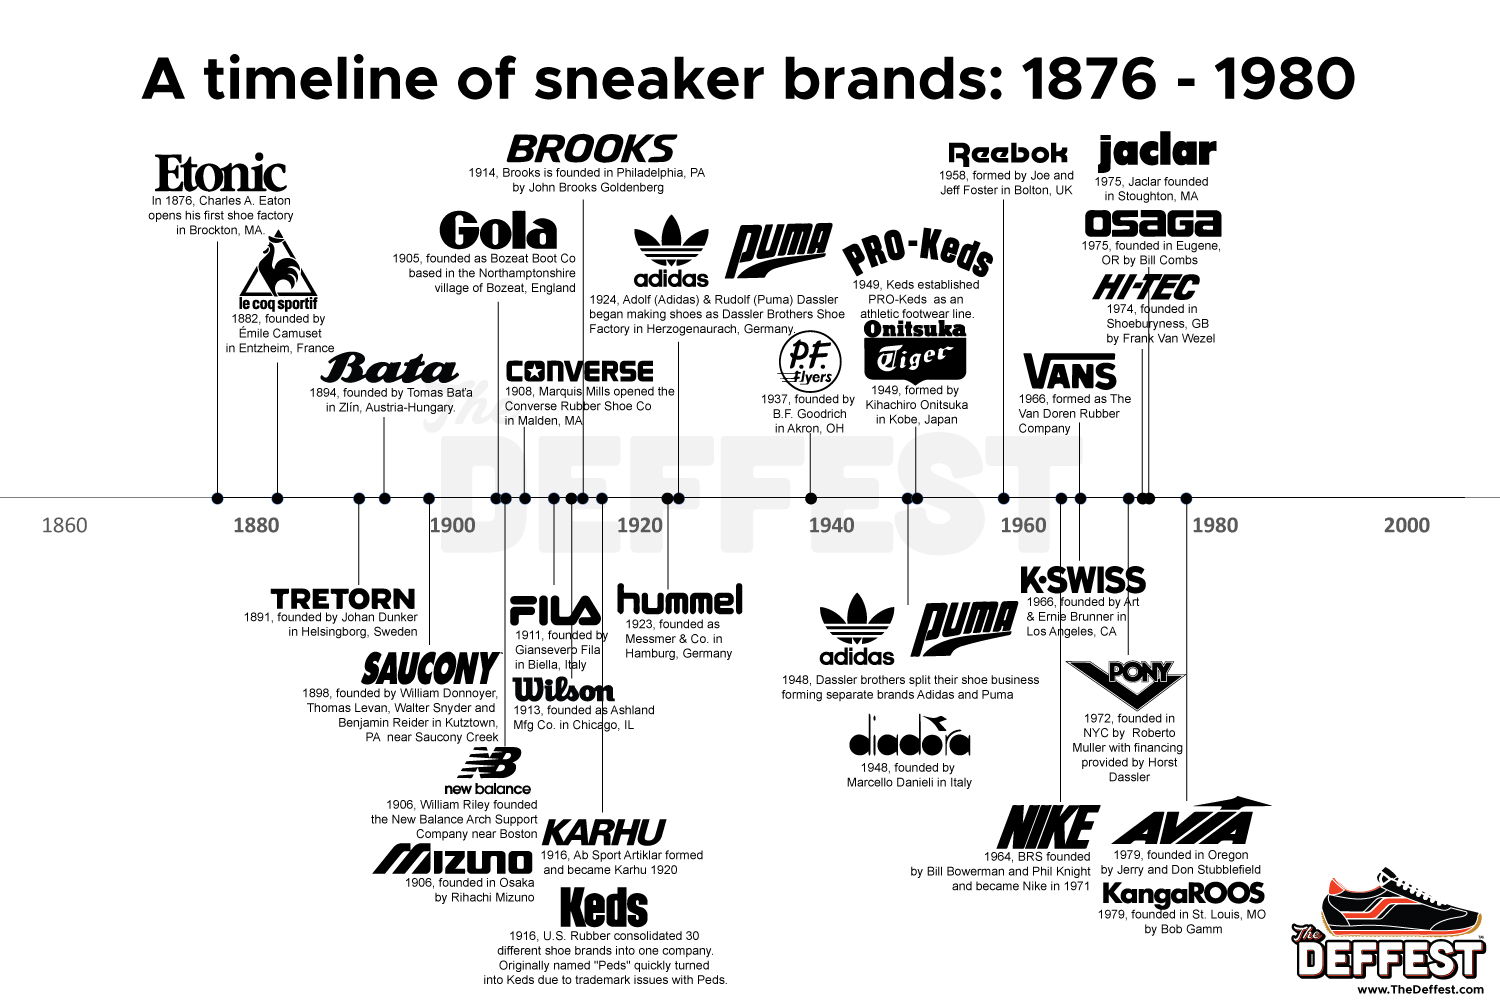 A timeline of sneaker brands: 1876 - 1980
Etonic
In 1876, Charles A. Eaton
opens his first shoe factory
in Brockton, MA.
le coq sportif
1882, founded by
Émile Camuset
in Entzheim, France
Bata
1894, founded by Tomas Baťa
in Zlín, Austria-Hungary.
BROOKS
1914, Brooks is founded in Philadelphia, PA
by John Brooks Goldenberg
Gola
1905, founded as Bozeat Boot Co
based in the Northamptonshire
village of Bozeat, England
CONVERSE
1908, Marquis Mills opened the
Converse Rubber Shoe Co
in Malden, MA
adidas
PUMA
1924, Adolf (Adidas) & Rudolf (Puma) Dassler
began making shoes as Dassler Brothers Shoe
Factory in Herzogenaurach, Germany.
P.F.
Flyers
1937, founded by
B.F. Goodrich
in Akron, OH
PRO-Keds
1949, Keds established
PRO-Keds as an
athletic footwear line.
Onitsuka
Tiger
1949, formed by
Kihachiro Onitsuka
in Kobe, Japan
Reebok
1958, formed by Joe and
Jeff Foster in Bolton, UK
VANS
1966, formed as The
Van Doren Rubber
Company
jaclar
1975, Jaclar founded
in Stoughton, MA
OSAGA
1975, founded in Eugene,
OR by Bill Combs
HI-TEC
1974, founded in
Shoeburyness, GB
by Frank Van Wezel
The
DEFFEST
1860 1880 1900 1920 1940 1960 1980 2000
TRETORN
1891, founded by Johan Dunker
in Helsingborg, Sweden
SAUCONY
1898, founded by William Donnoyer,
Thomas Levan, Walter Snyder and
Benjamin Reider in Kutztown,
PA near Saucony Creek
NB
new balance
1906, William Riley founded
the New Balance Arch Support
Company near Boston
MIZUNO
1906, founded in Osaka
by Rihachi Mizuno
FILA
1911, founded by
Giansevero Fila
in Biella, Italy
Wilson
1913, founded as Ashland
Mfg Co. in Chicago, IL
KARHU
1916, Ab Sport Artiklar formed
and became Karhu 1920
Keds
1916, U.S. Rubber consolidated 30
different shoe brands into one company.
Originally named "Peds" quickly turned
into Keds due to trademark issues with Peds.
hummel
1923, founded as
Messmer & Co. in
Hamburg, Germany
adidas
PUMA
1948, Dassler brothers split their shoe business
forming separate brands Adidas and Puma
diadora
1948, founded by
Marcello Danieli in Italy
K•SWISS
1966, founded by Art
& Ernie Brunner in
Los Angeles, CA
PONY
1972, founded in
NYC by Roberto
Muller with financing
provided by Horst
Dassler
NIKE
1964, BRS founded
by Bill Bowerman and Phil Knight
and became Nike in 1971
AVIA
1979, founded in Oregon
by Jerry and Don Stubblefield
KangaROOS
1979, founded in St. Louis, MO
by Bob Gamm
The
DEFFEST
www.TheDeffest.com